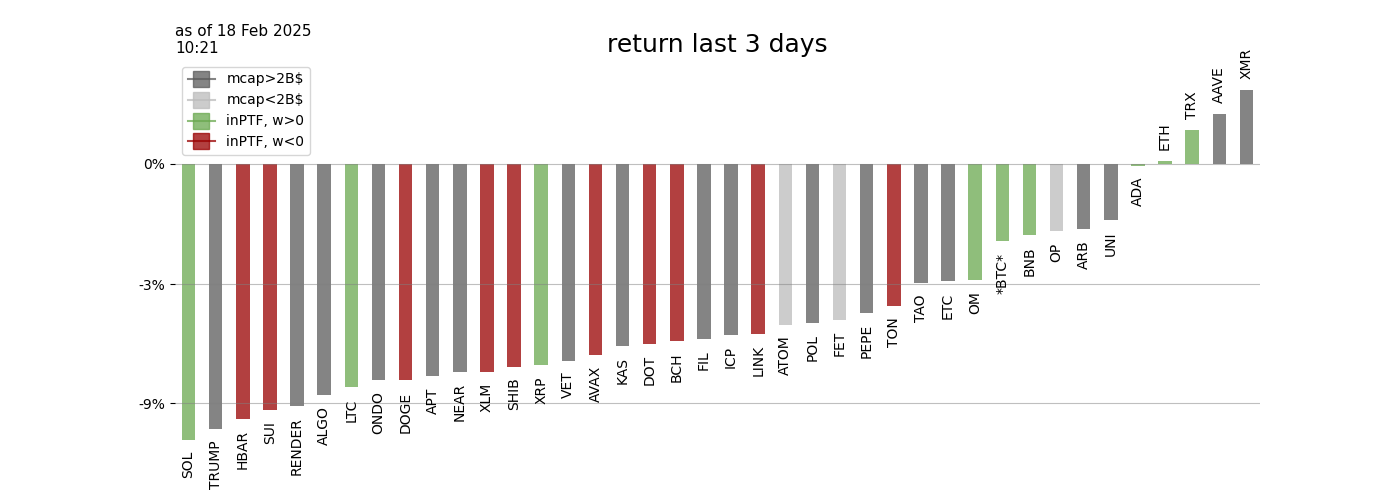 as of 18 Feb 2025
10:21
return last 3 days
mcap>2B$
mcap<2B$
inPTF, w>0
inPTF, w<0
0%
-3%
-9%
SOL
TRUMP
HBAR
SUI
RENDER
ALGO
LTC
ONDO
DOGE
APT
NEAR
XLM
SHIB
XRP
VET
AVAX
KAS
DOT
BCH
FIL
ICP
LINK
ATOM
POL
FET
PEPE
TON
TAO
ETC
OM
*BTC*
BNB
OP
ARB
UNI
ADA
ETH
TRX
AAVE
XMR